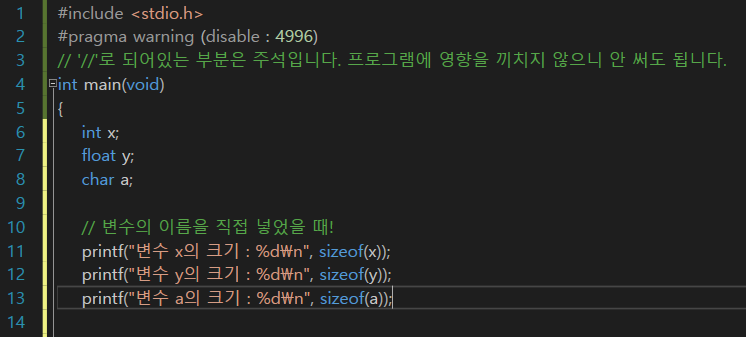 1 #include <stdio.h>
2 #pragma warning (disable : 4996)
3 // '//'로 되어있는 부분은 주석입니다. 프로그램에 영향을 끼치지 않으니 안 써도 됩니다.
4 int main(void)
5 {
6 int x;
7 float y;
8 char a;
9
10 // 변수의 이름을 직접 넣었을 때!
11 printf("변수 x의 크기 : %d₩n", sizeof(x));
12 printf("변수 y의 크기 : %d₩n", sizeof(y));
13 printf("변수 a의 크기 : %d₩n", sizeof(a));
14